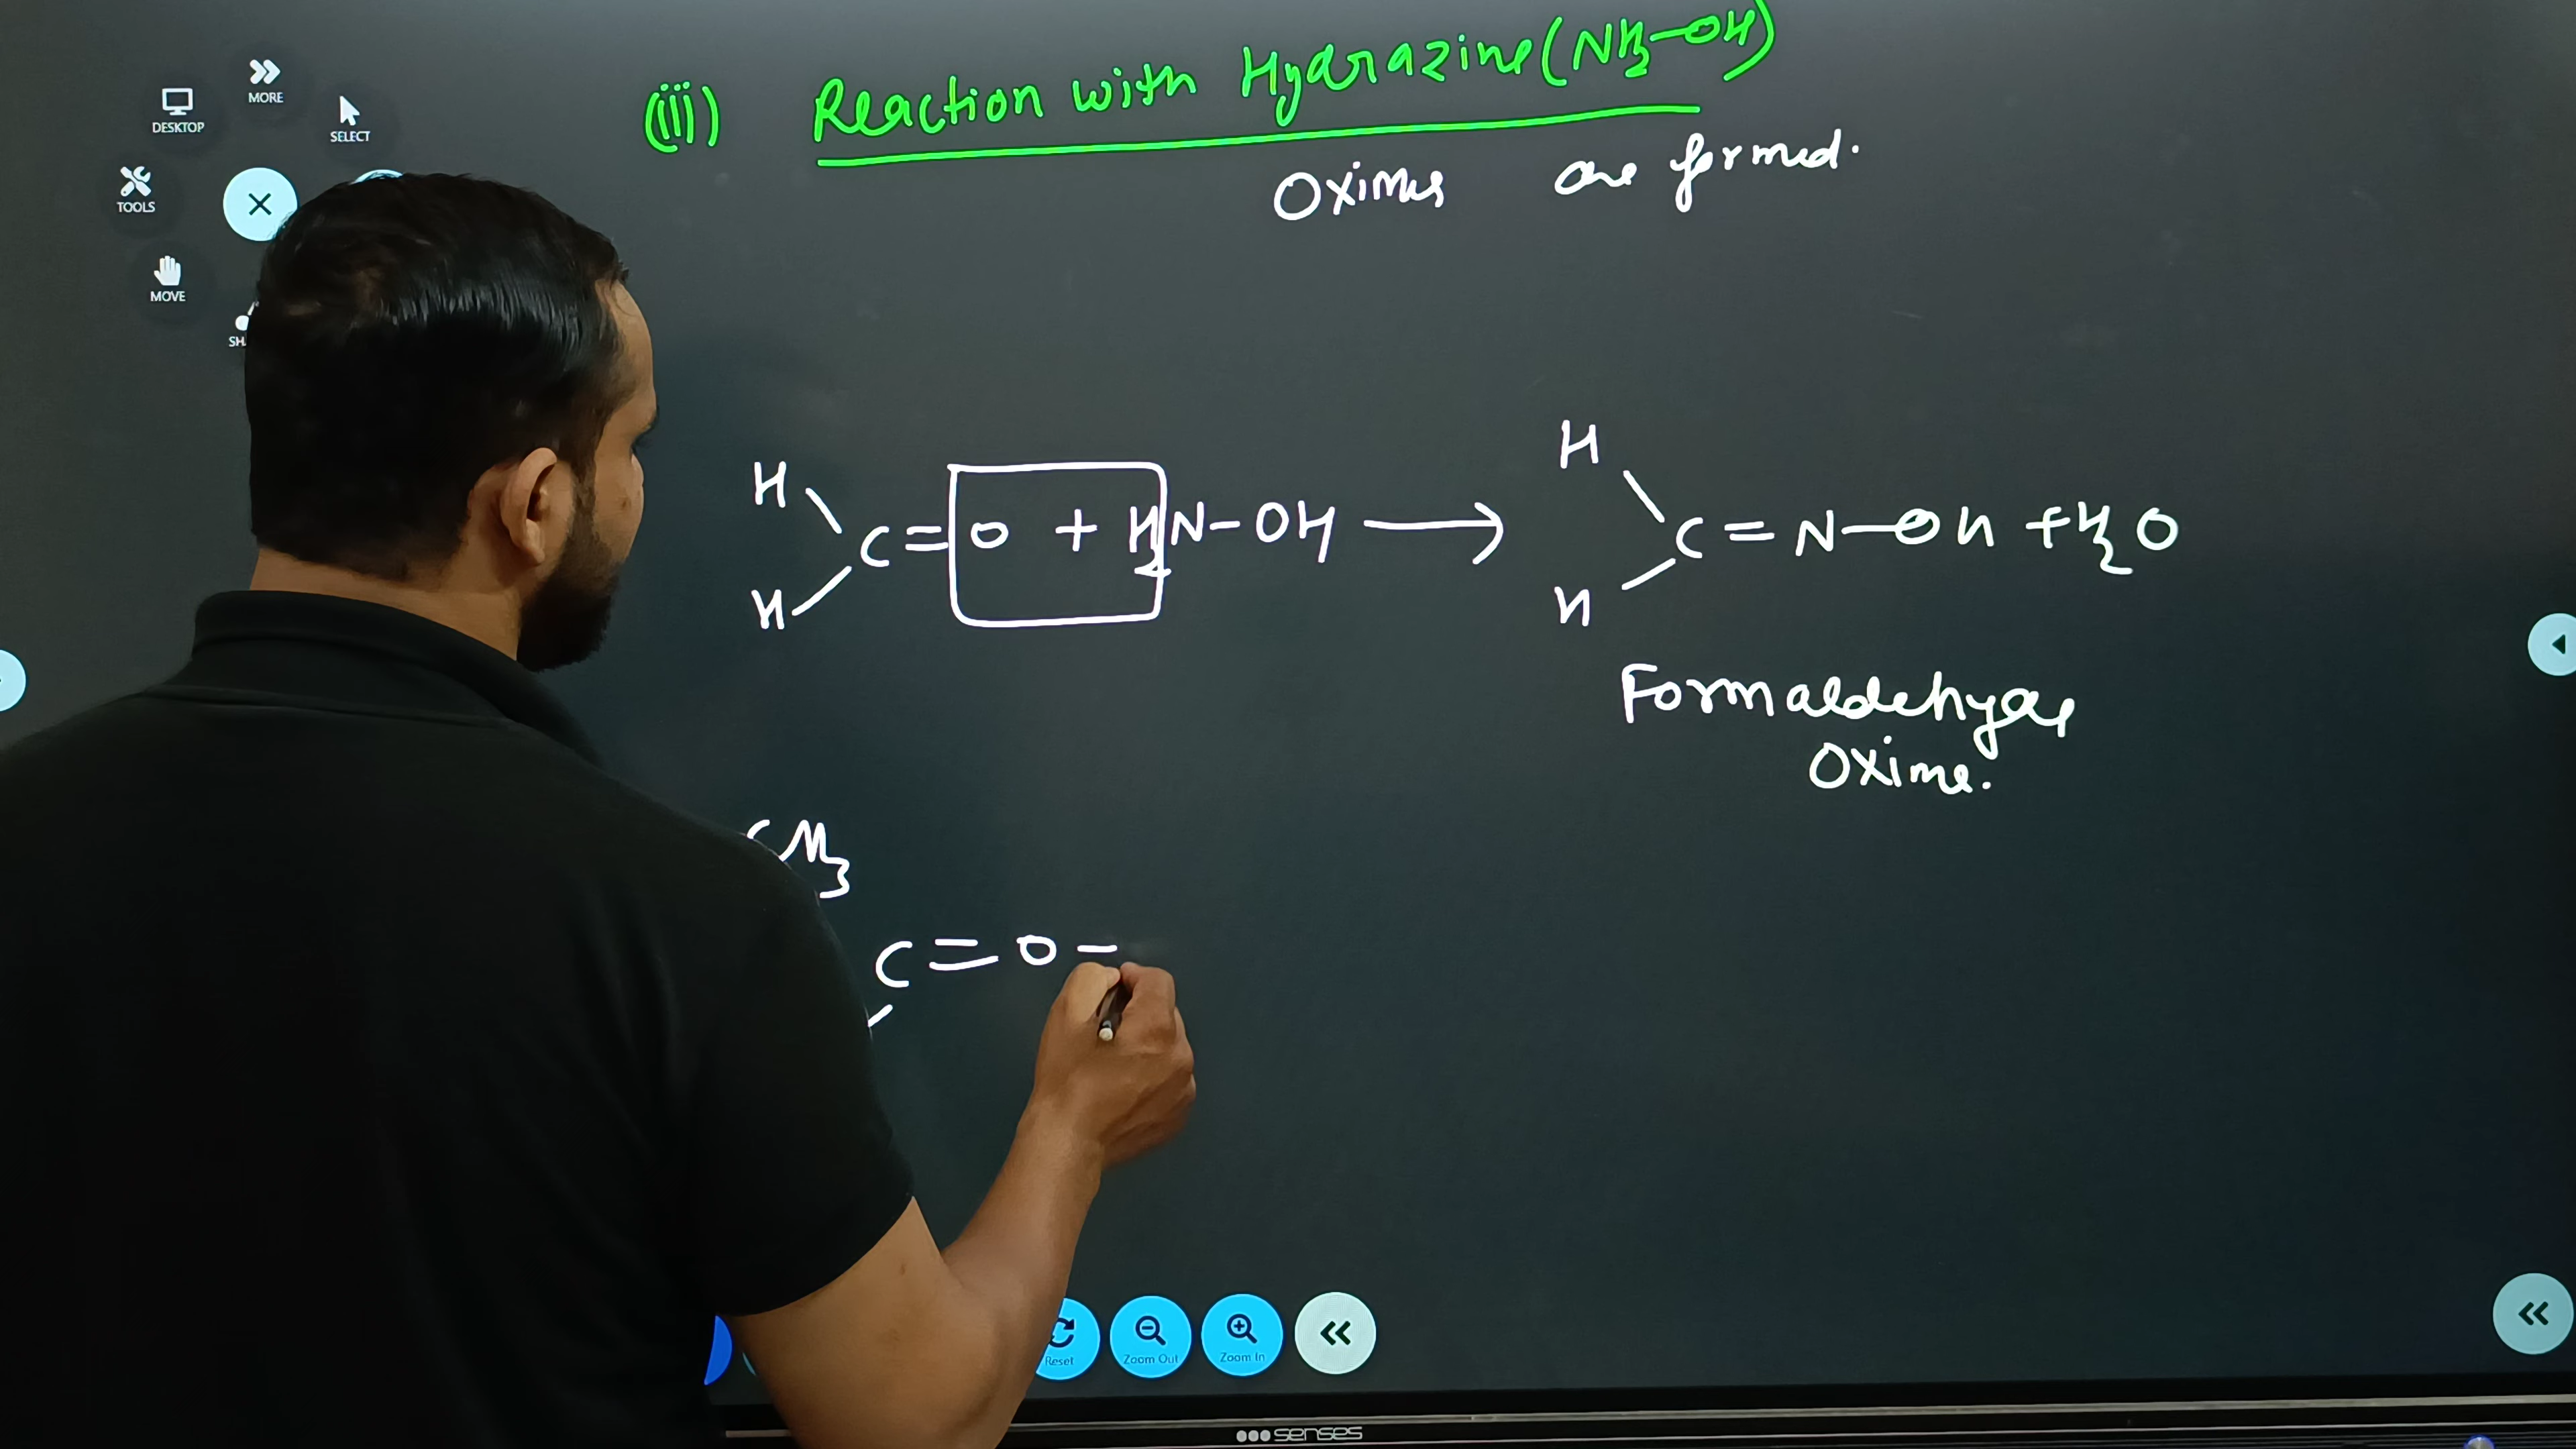 MORE
DESKTOP
SELECT
TOOLS
MOVE
(iii) Reaction with Hydrazine (NH2-OH)
Oximes are formed.
H
H
C = O + H2N-OH ⟶ C = N-OH + H2O
H
H
Formaldehyde
Oxime.
CH3
C = O -
Reset
Zoom Out
Zoom In
senses